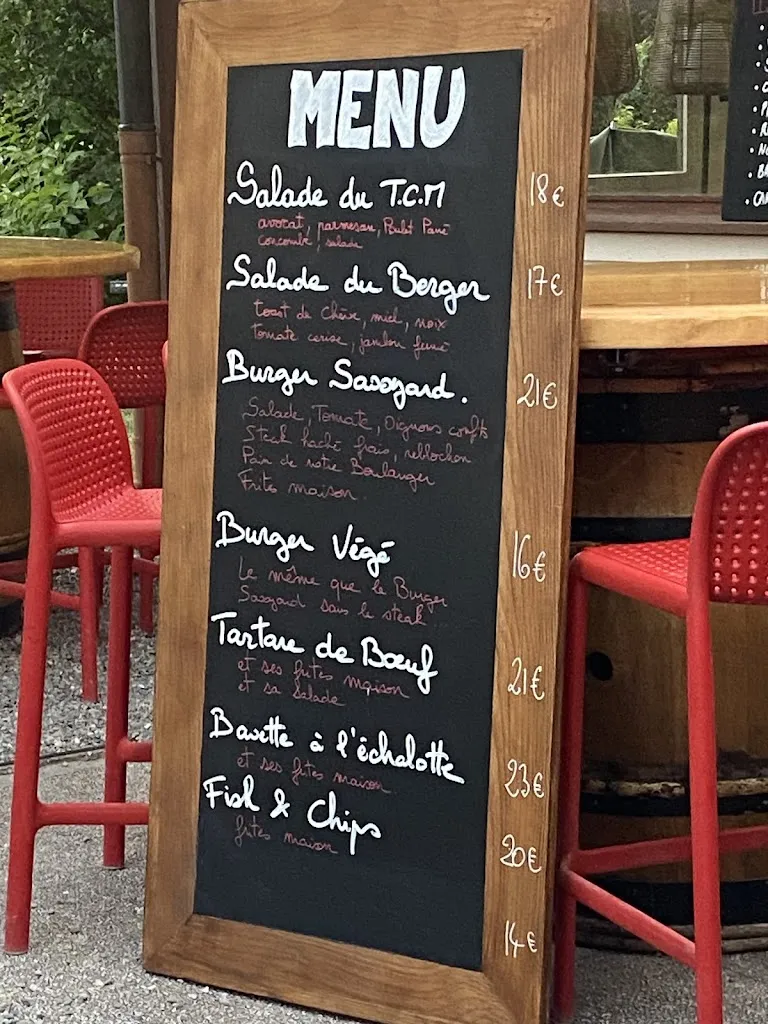 MENU
Salade du T.C.M 18€
avocat, parmesan, Poulet Pané
concombre, salade
Salade du Berger 17€
toast de Chèvre, miel, noix
tomate cerise, jambon fumé
Burger Savoyard. 21€
Salade, Tomate, Oignons confits
Steak haché frais, reblochon
Pain de notre Boulanger
Frites maison.
Burger Végé 16€
Le même que le Burger
Savoyard sans le steak
Tartare de Bœuf 21€
et ses frites maison
et sa salade
Bavette à l'échalotte 23€
et ses frites maison
Fish & Chips 20€
frites maison
14€